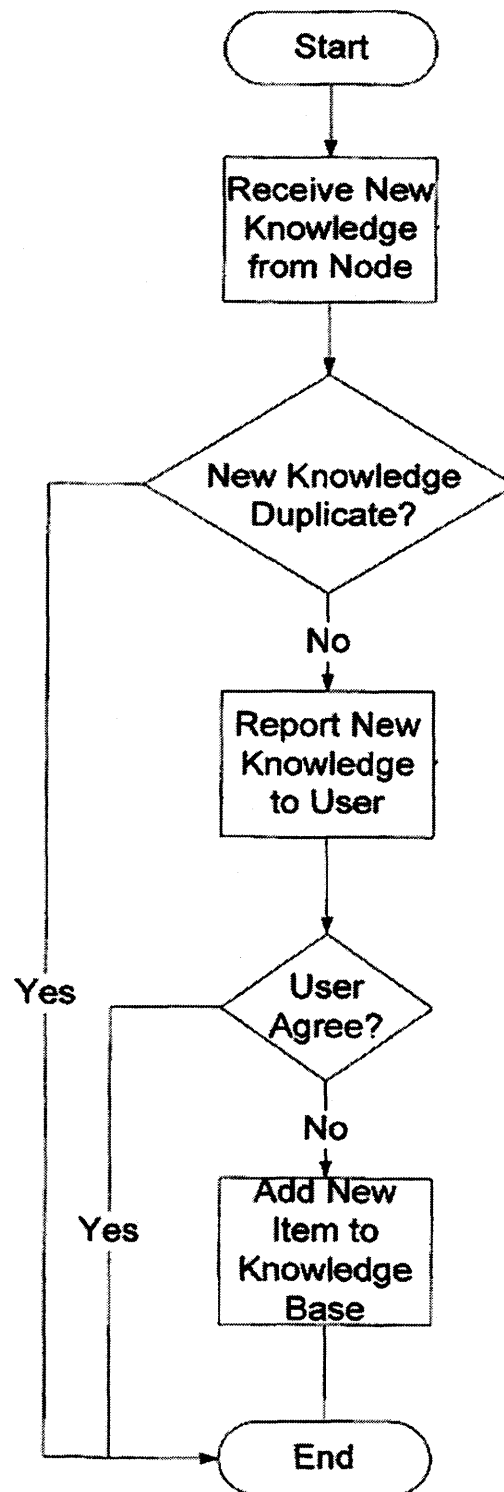 Start
Receive New
Knowledge
from Node
New Knowledge
Duplicate?
No
Report New
Knowledge
to User
Yes
User
Agree?
No
Yes
Add New
Item to
Knowledge
Base
End